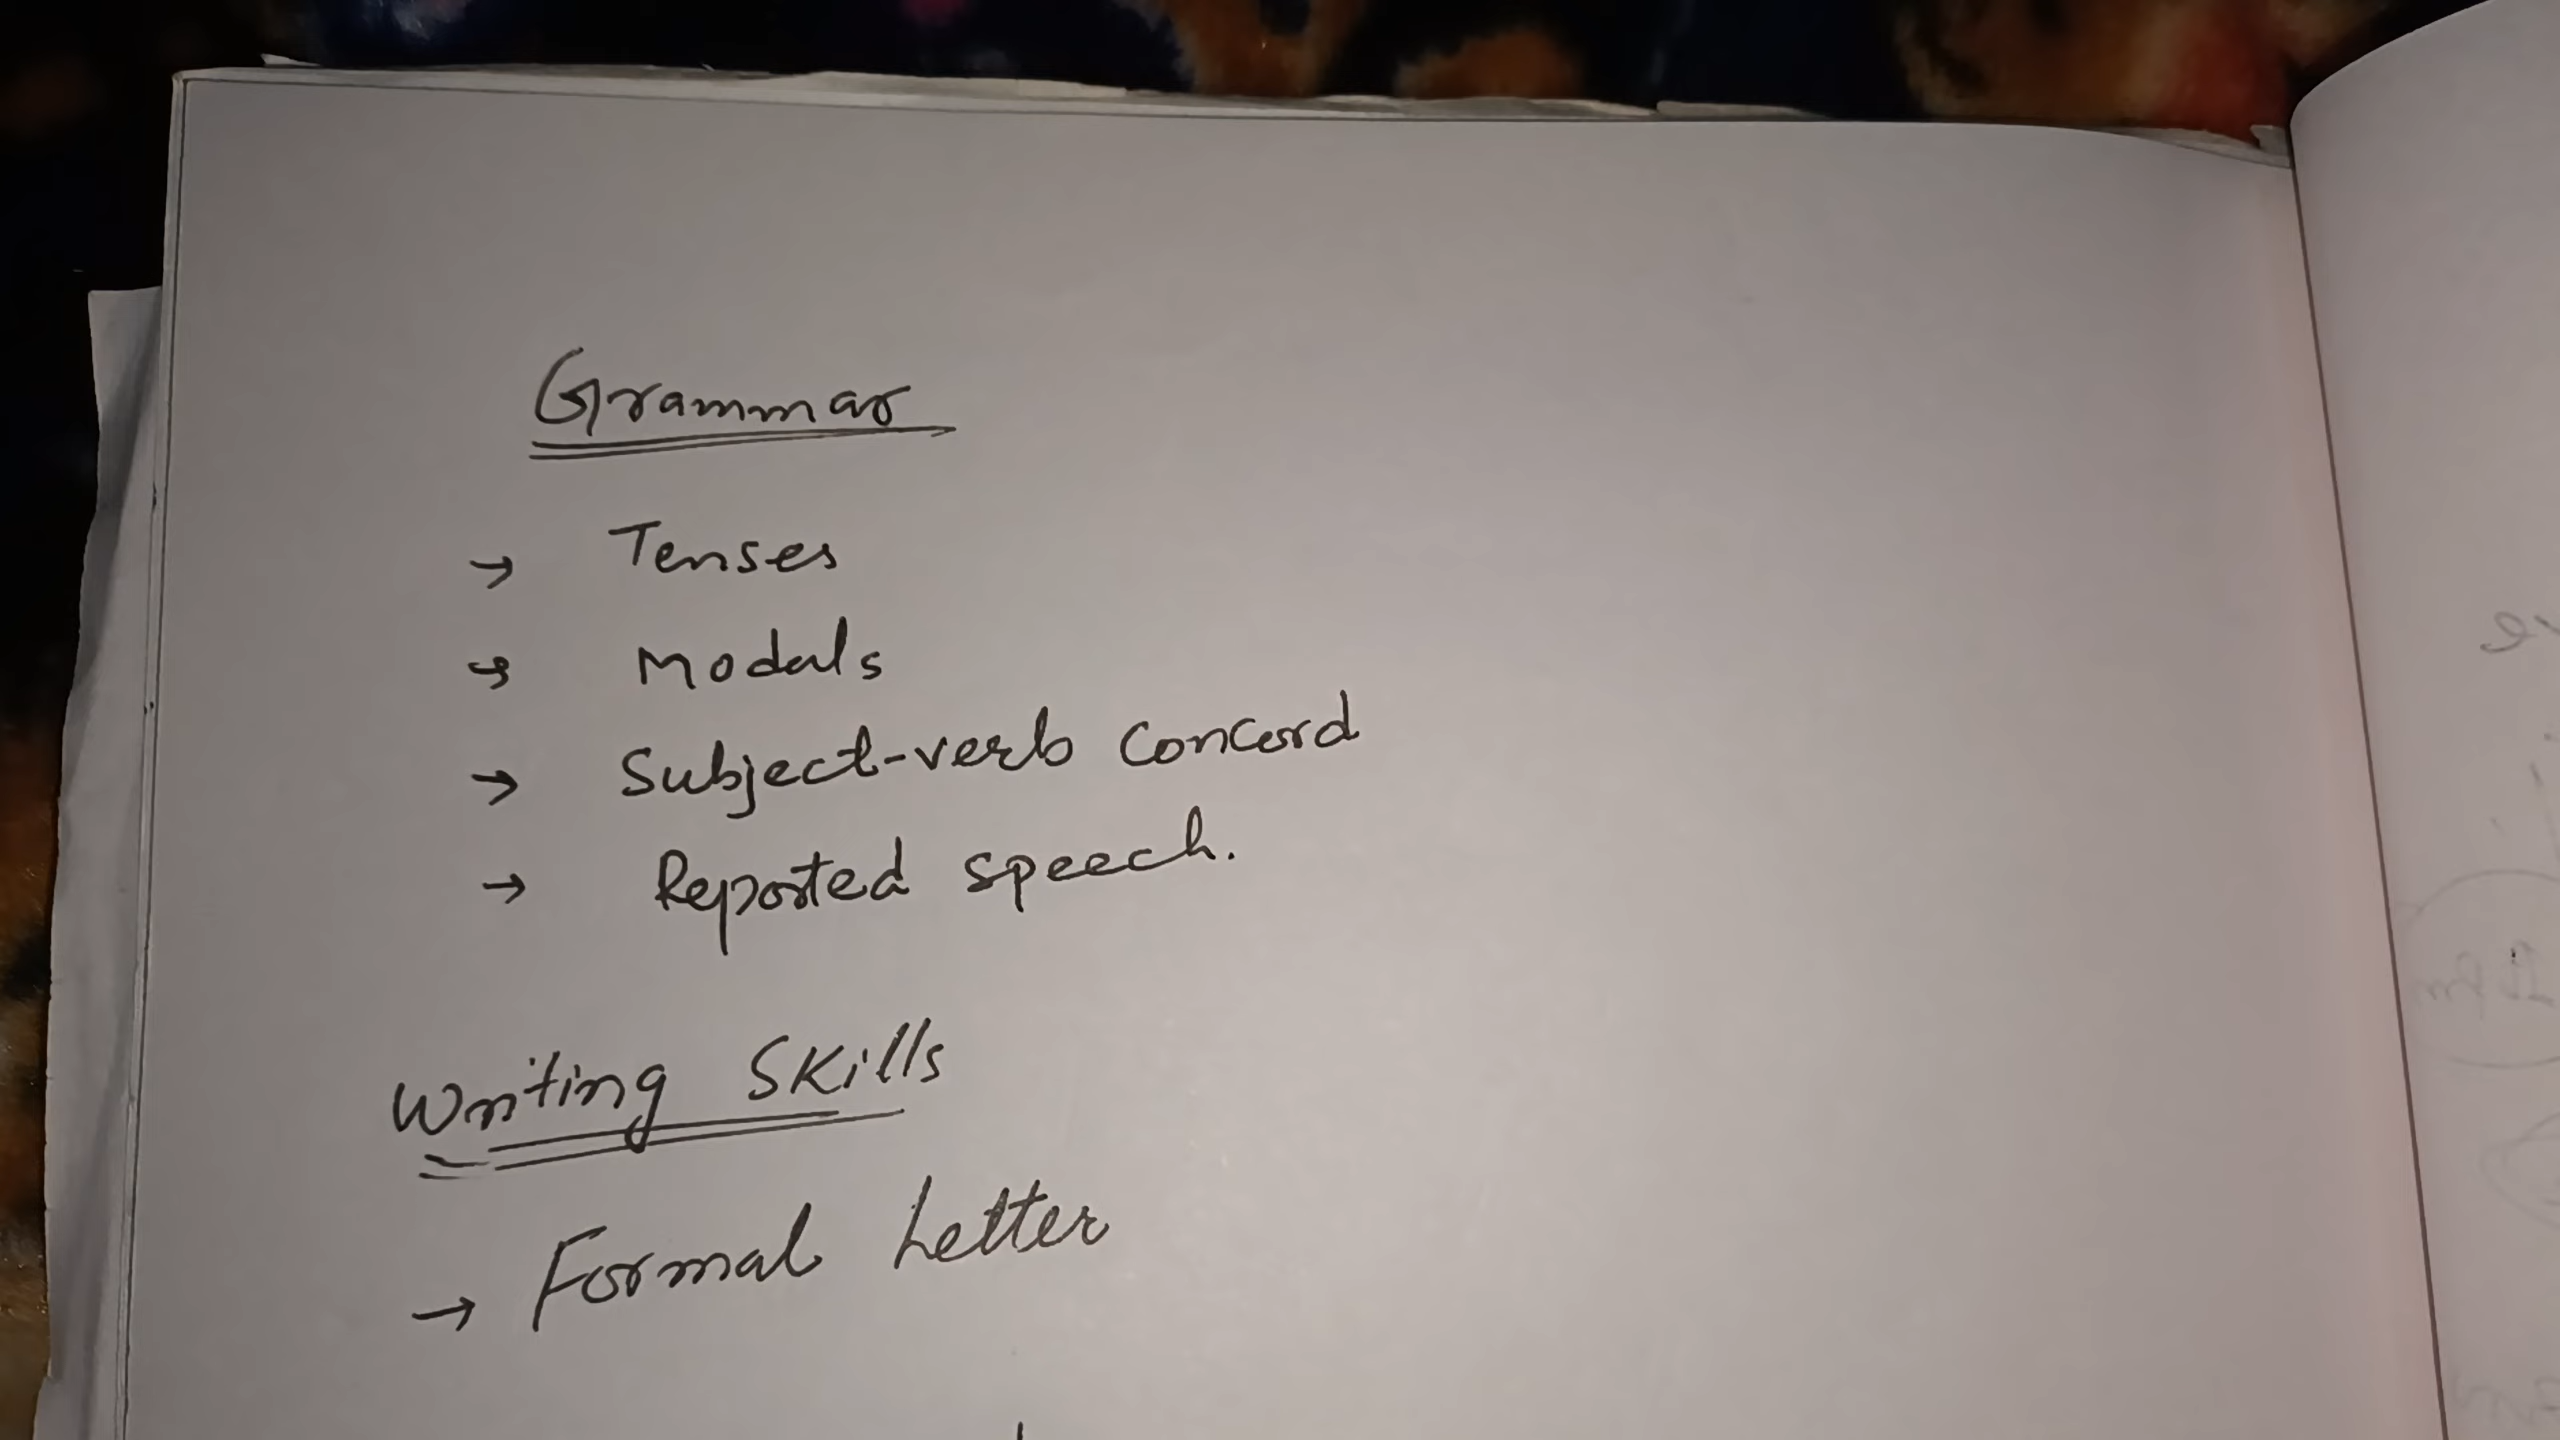 Grammar
→ Tenses
→ Modals
→ Subject-verb concord
→ Reported speech.
Writing Skills
→ Formal Letter